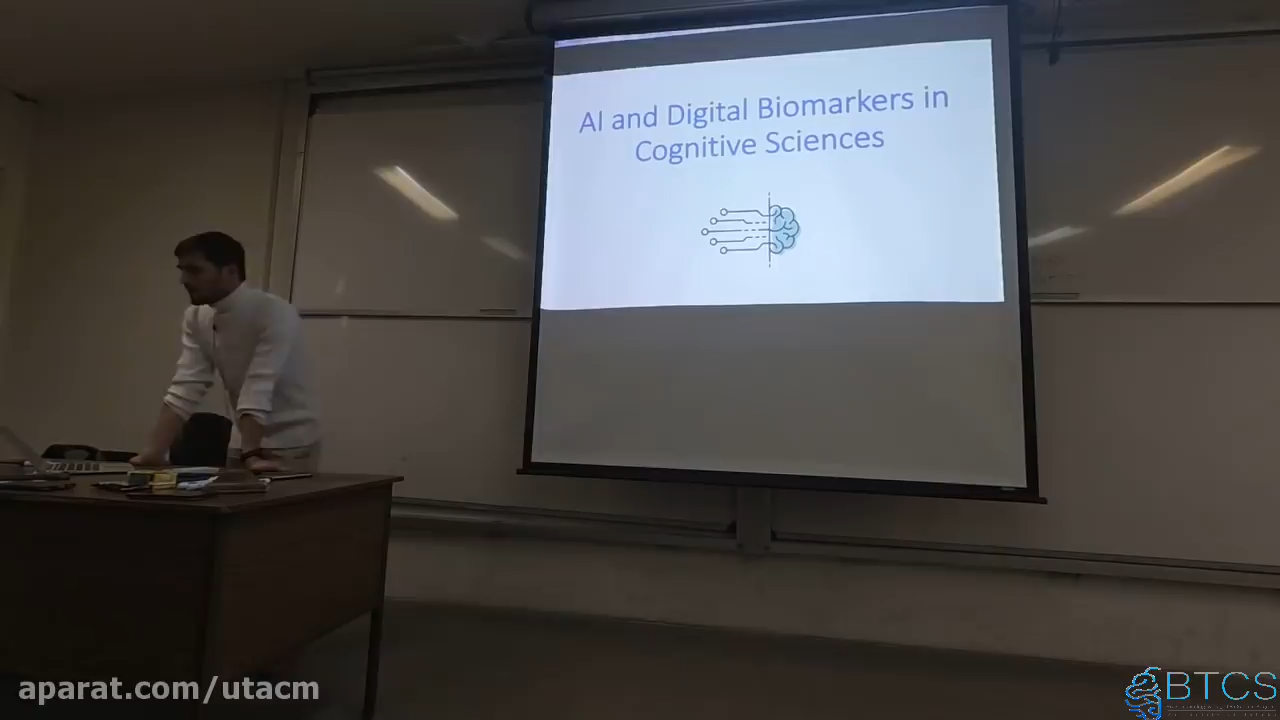 AI and Digital Biomarkers in
Cognitive Sciences
aparat.com/utacm
BTCS